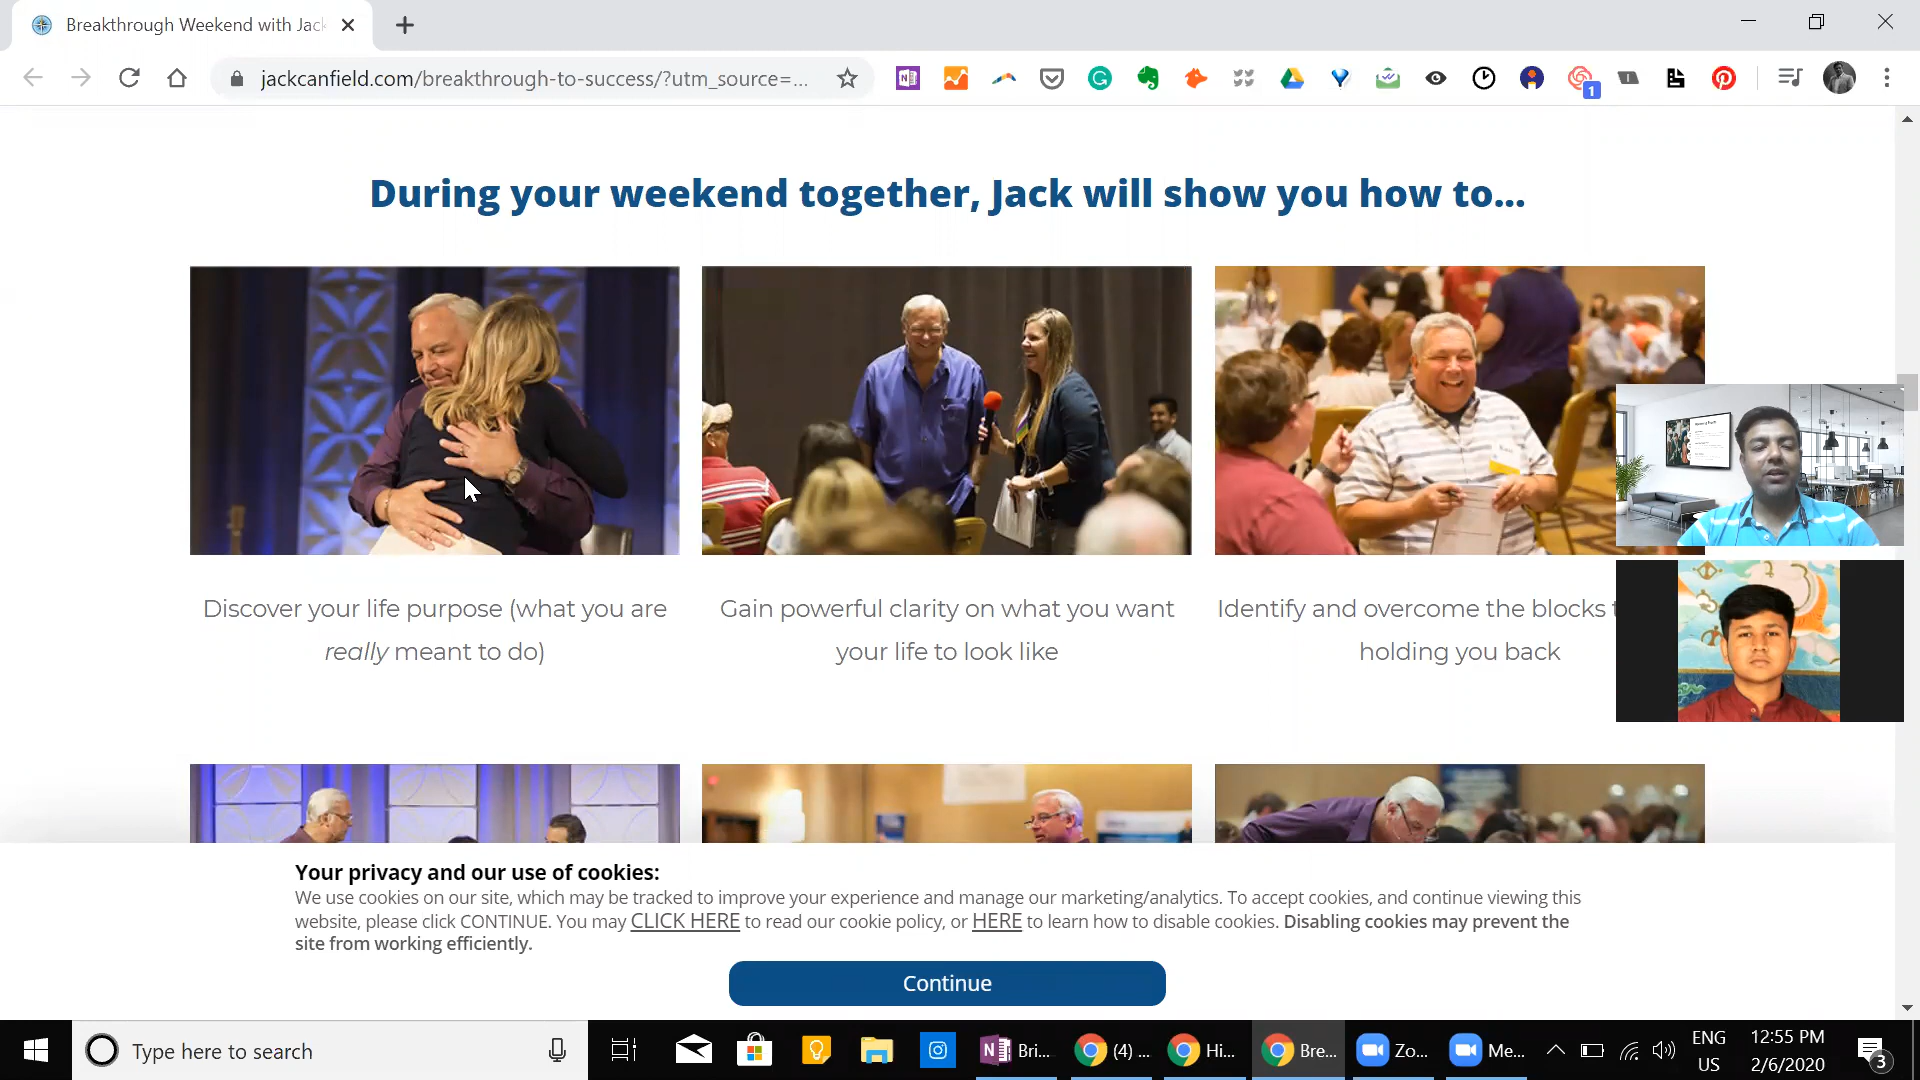 Breakthrough Weekend with Jac
jackcanfield.com/breakthrough-to-success/?utm_source=...
1
During your weekend together, Jack will show you how to...
Discover your life purpose (what you are
really meant to do)
Gain powerful clarity on what you want
your life to look like
Identify and overcome the blocks
holding you back
Your privacy and our use of cookies:
We use cookies on our site, which may be tracked to improve your experience and manage our marketing/analytics. To accept cookies, and continue viewing this
website, please click CONTINUE. You may CLICK HERE to read our cookie policy, or HERE to learn how to disable cookies. Disabling cookies may prevent the
site from working efficiently.
Continue
Type here to search
Bri...
(4) ...
Hi...
Bre...
Zo...
Me...
ENG
US
12:55 PM
2/6/2020
3